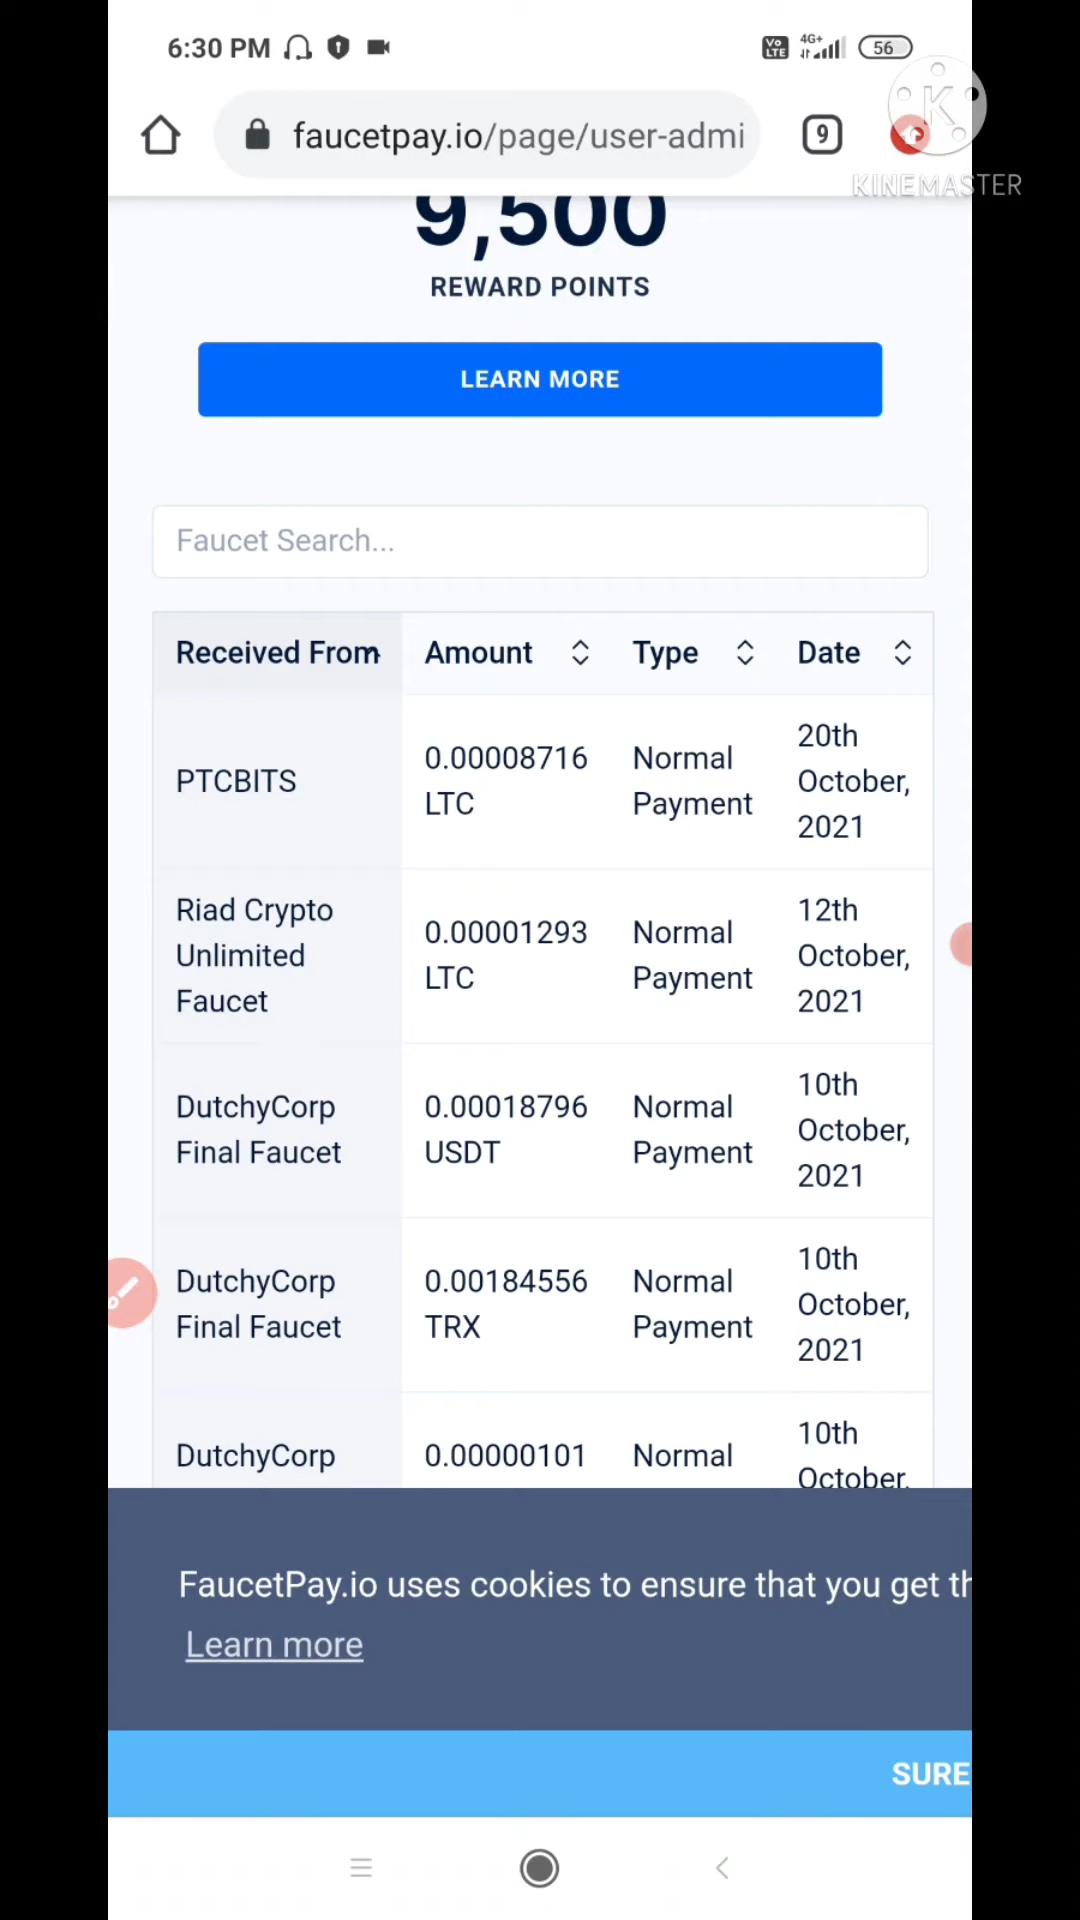 6:30 PM
Vo LTE 4G+ 56
faucetpay.io/page/user-admi
9
K
KINEMASTER
9,500
REWARD POINTS
LEARN MORE
Faucet Search...
Received From Amount Type Date
PTCBITS
0.00008716
LTC
Normal
Payment
20th
October,
2021
Riad Crypto
Unlimited
Faucet
0.00001293
LTC
Normal
Payment
12th
October,
2021
DutchyCorp
Final Faucet
0.00018796
USDT
Normal
Payment
10th
October,
2021
DutchyCorp
Final Faucet
0.00184556
TRX
Normal
Payment
10th
October,
2021
DutchyCorp
0.00000101
Normal
10th
October,
FaucetPay.io uses cookies to ensure that you get th
Learn more
SURE